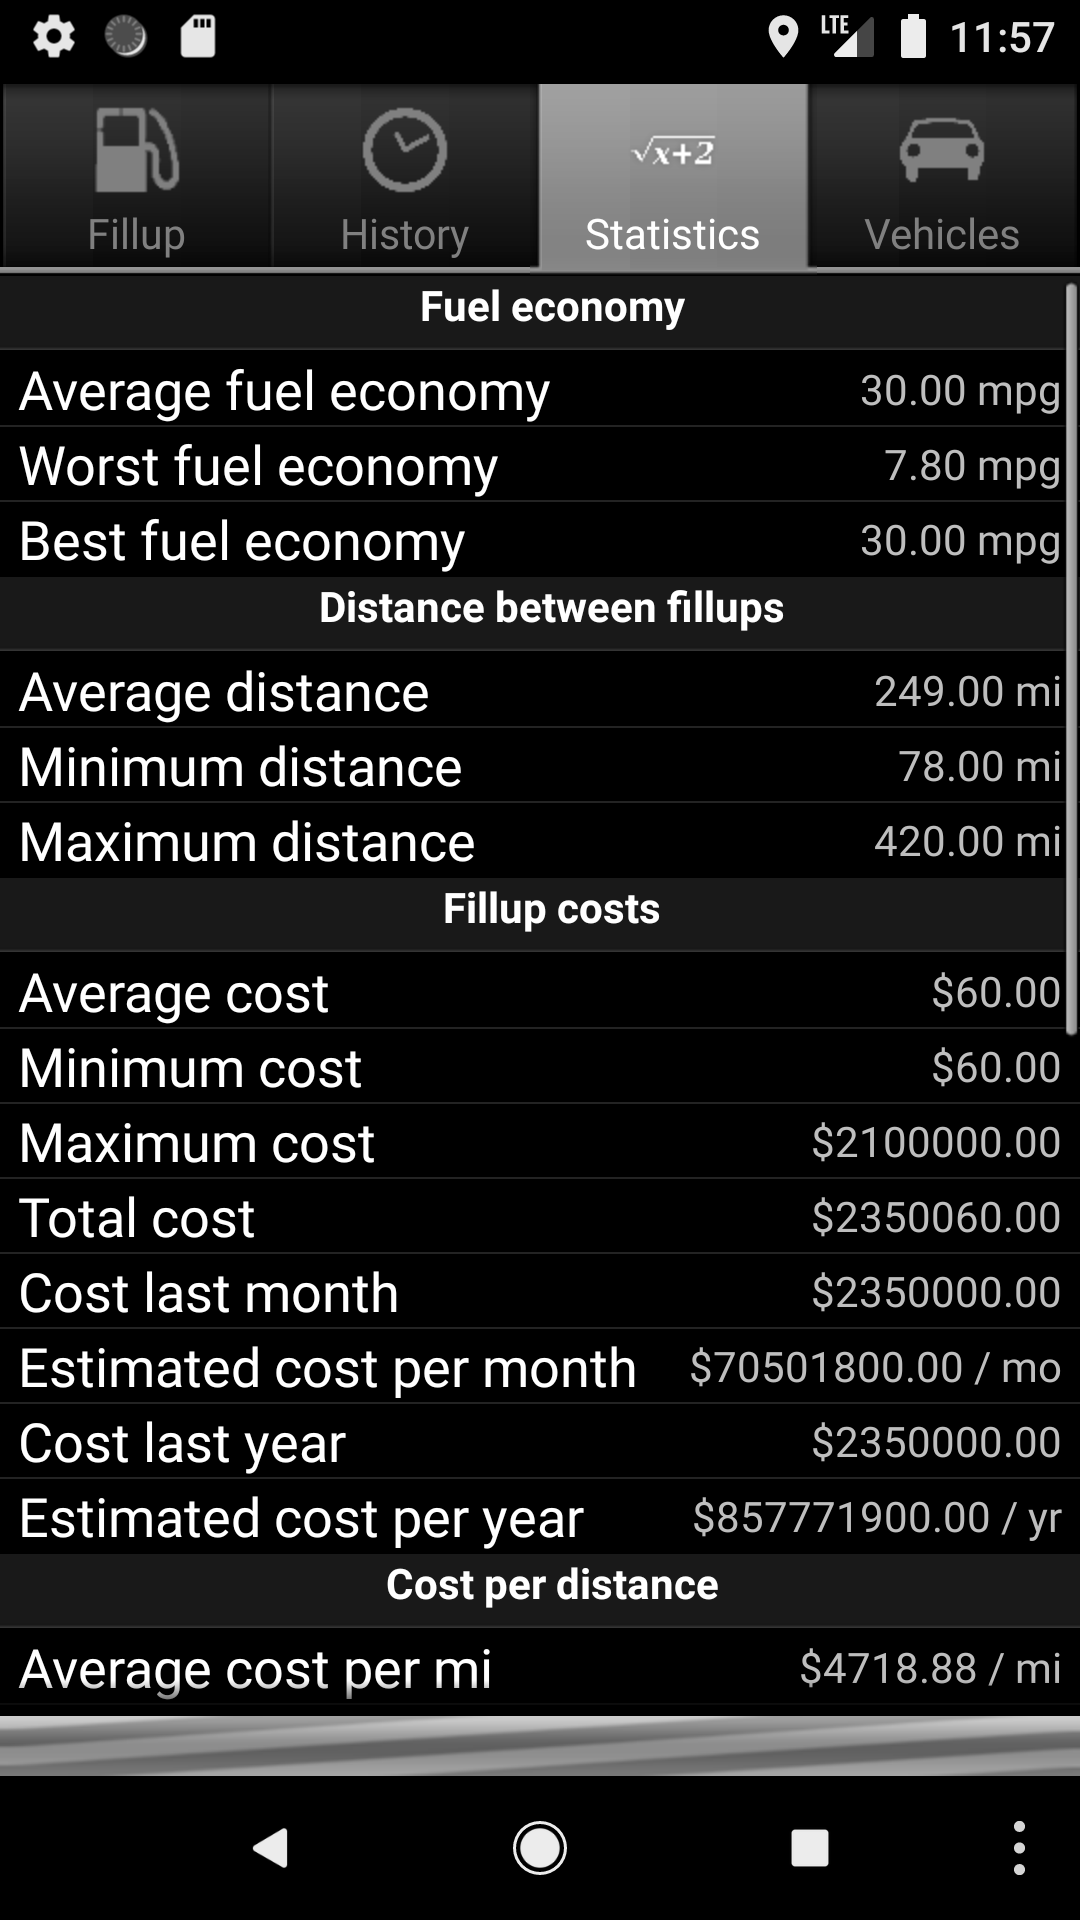 LTE 11:57
√x+2
Fillup History Statistics Vehicles
Fuel economy
Average fuel economy 30.00 mpg
Worst fuel economy 7.80 mpg
Best fuel economy 30.00 mpg
Distance between fillups
Average distance 249.00 mi
Minimum distance 78.00 mi
Maximum distance 420.00 mi
Fillup costs
Average cost $60.00
Minimum cost $60.00
Maximum cost $2100000.00
Total cost $2350060.00
Cost last month $2350000.00
Estimated cost per month $70501800.00 / mo
Cost last year $2350000.00
Estimated cost per year $857771900.00 / yr
Cost per distance
Average cost per mi $4718.88 / mi